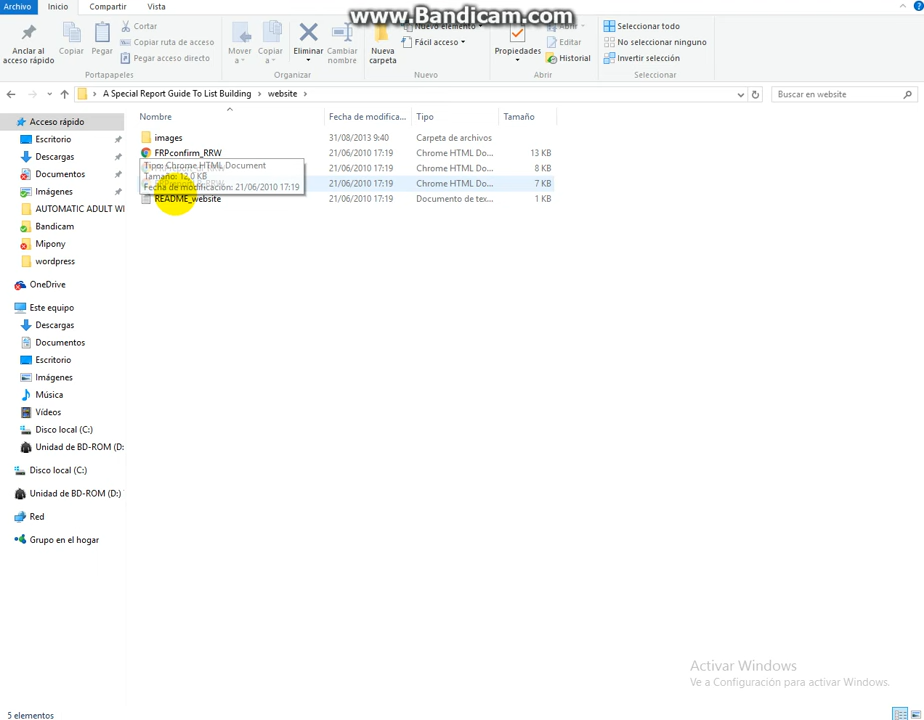 www.Bandicam.com
Archivo Inicio Compartir Vista
Anclar al acceso rápido
Copiar
Pegar
Cortar
Copiar ruta de acceso
Pegar acceso directo
Portapapeles
Mover a
Copiar a
Eliminar
Cambiar nombre
Organizar
Nueva carpeta
Nuevo elemento
Fácil acceso
Nuevo
Propiedades
Abrir
Editar
Historial
Abrir
Seleccionar todo
No seleccionar ninguno
Invertir selección
Seleccionar
A Special Report Guide To List Building > website >
Buscar en website
Nombre Fecha de modifica... Tipo Tamaño
images 31/08/2013 9:40 Carpeta de archivos
FRPconfirm_RRW 21/06/2010 17:19 Chrome HTML Do... 13 KB
21/06/2010 17:19 Chrome HTML Do... 8 KB
21/06/2010 17:19 Chrome HTML Do... 7 KB
README_website 21/06/2010 17:19 Documento de tex... 1 KB
Tipo: Chrome HTML Document
Tamaño: 12,0 KB
Fecha de modificación: 21/06/2010 17:19
Acceso rápido
Escritorio
Descargas
Documentos
Imágenes
AUTOMATIC ADULT WI
Bandicam
Mipony
wordpress
OneDrive
Este equipo
Descargas
Documentos
Escritorio
Imágenes
Música
Vídeos
Disco local (C:)
Unidad de BD-ROM (D:
Disco local (C:)
Unidad de BD-ROM (D:)
Red
Grupo en el hogar
Activar Windows
Ve a Configuración para activar Windows.
5 elementos